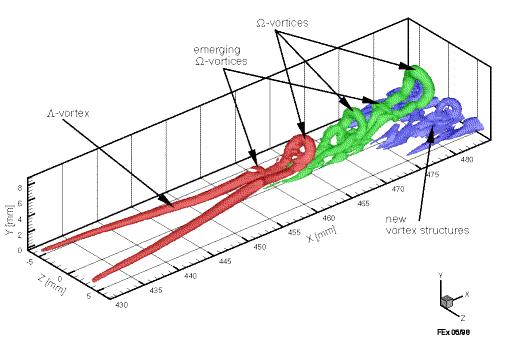 Ω-vortices
emerging
Ω-vortices
Λ-vortex
8
6
4
2
0
Y [mm]
-5
0
5
Z [mm]
430
435
440
445
450
455
460
465
470
475
480
X [mm]
new
vortex structures
Y
X
Z
FEx 05/98